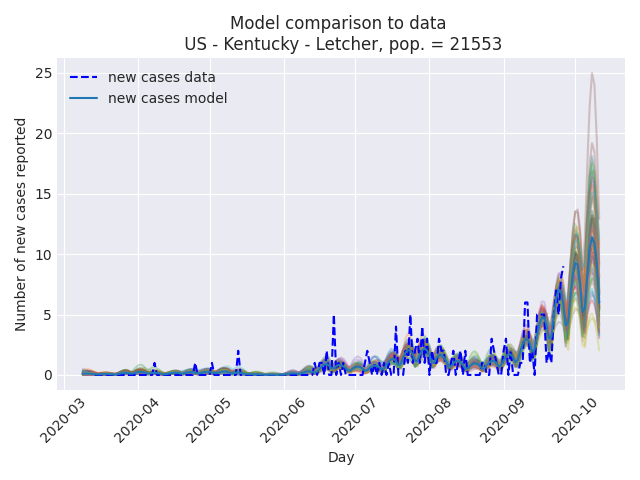 Model comparison to data
US - Kentucky - Letcher, pop. = 21553
new cases data
new cases model
Number of new cases reported
25
20
15
10
5
0
2020-03
2020-04
2020-05
2020-06
2020-07
2020-08
2020-09
2020-10
Day